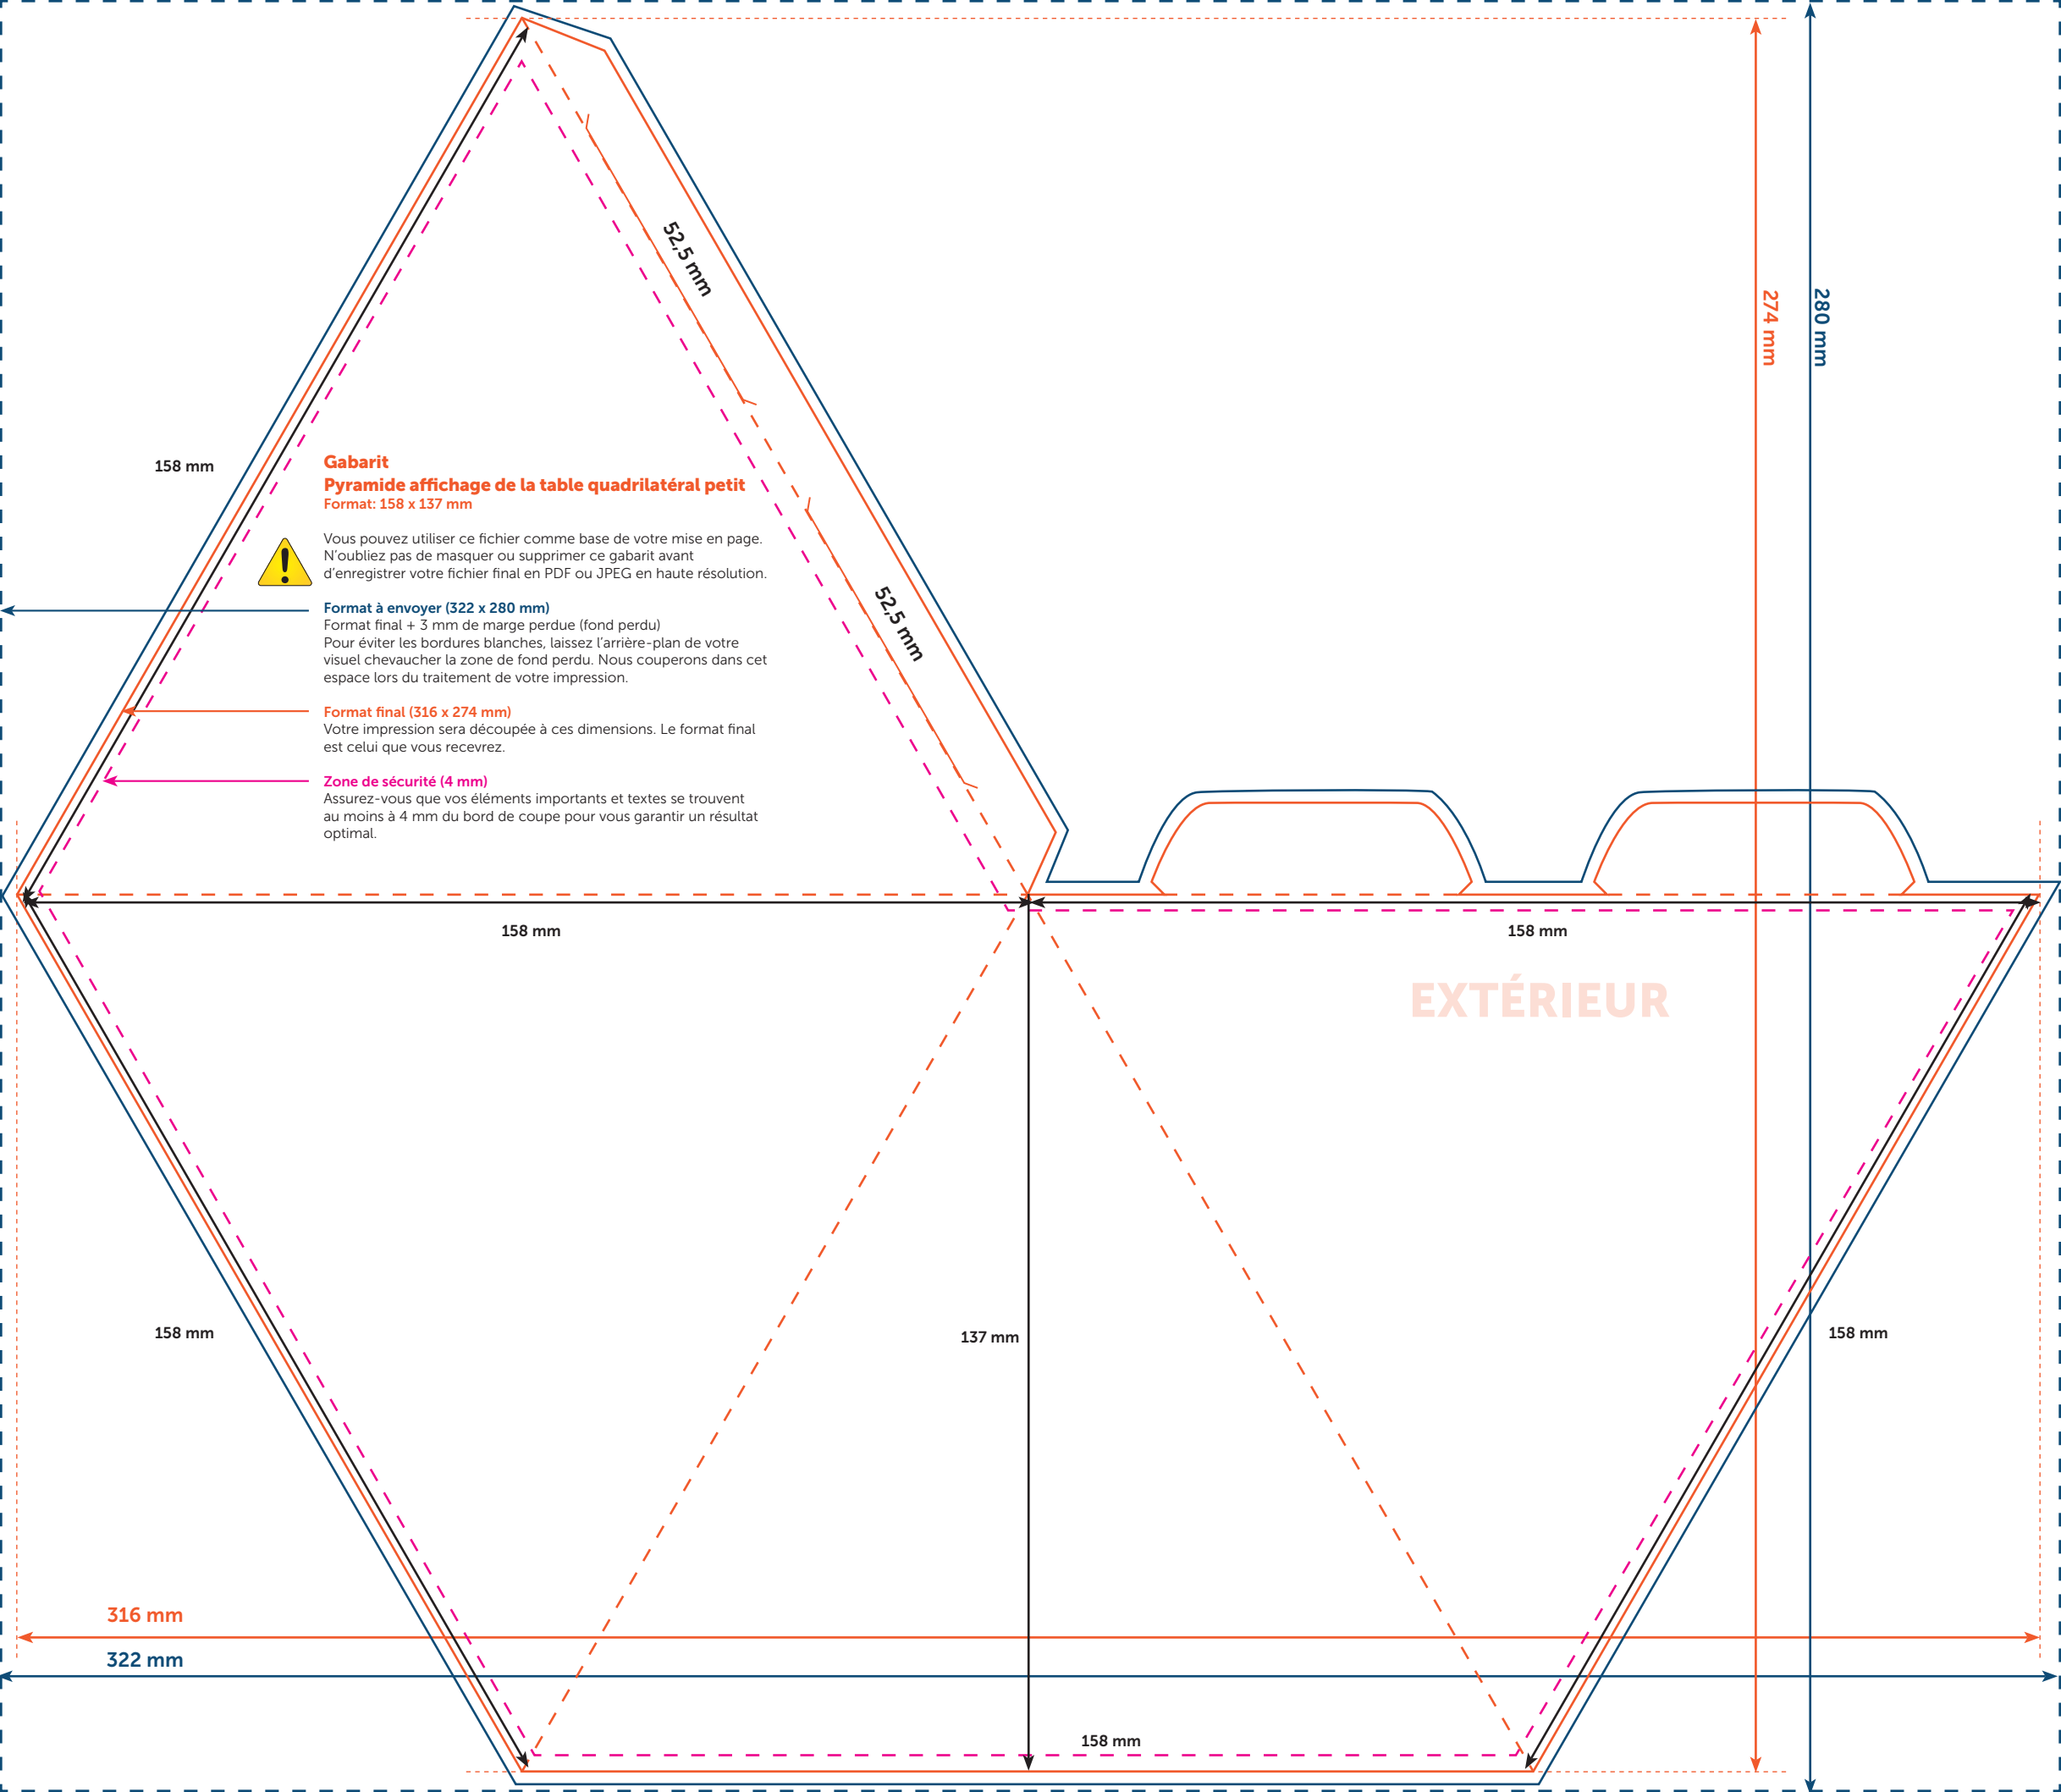 52,5 mm
274 mm
280 mm
158 mm
Gabarit
Pyramide affichage de la table quadrilatéral petit
Format: 158 x 137 mm
Vous pouvez utiliser ce fichier comme base de votre mise en page.
N’oubliez pas de masquer ou supprimer ce gabarit avant
d’enregistrer votre fichier final en PDF ou JPEG en haute résolution.
Format à envoyer (322 x 280 mm)
Format final + 3 mm de marge perdue (fond perdu)
Pour éviter les bordures blanches, laissez l’arrière-plan de votre
visuel chevaucher la zone de fond perdu. Nous couperons dans cet
espace lors du traitement de votre impression.
52,5 mm
Format final (316 x 274 mm)
Votre impression sera découpée à ces dimensions. Le format final
est celui que vous recevrez.
Zone de sécurité (4 mm)
Assurez-vous que vos éléments importants et textes se trouvent
au moins à 4 mm du bord de coupe pour vous garantir un résultat
optimal.
158 mm
158 mm
EXTÉRIEUR
158 mm
137 mm
158 mm
316 mm
322 mm
158 mm